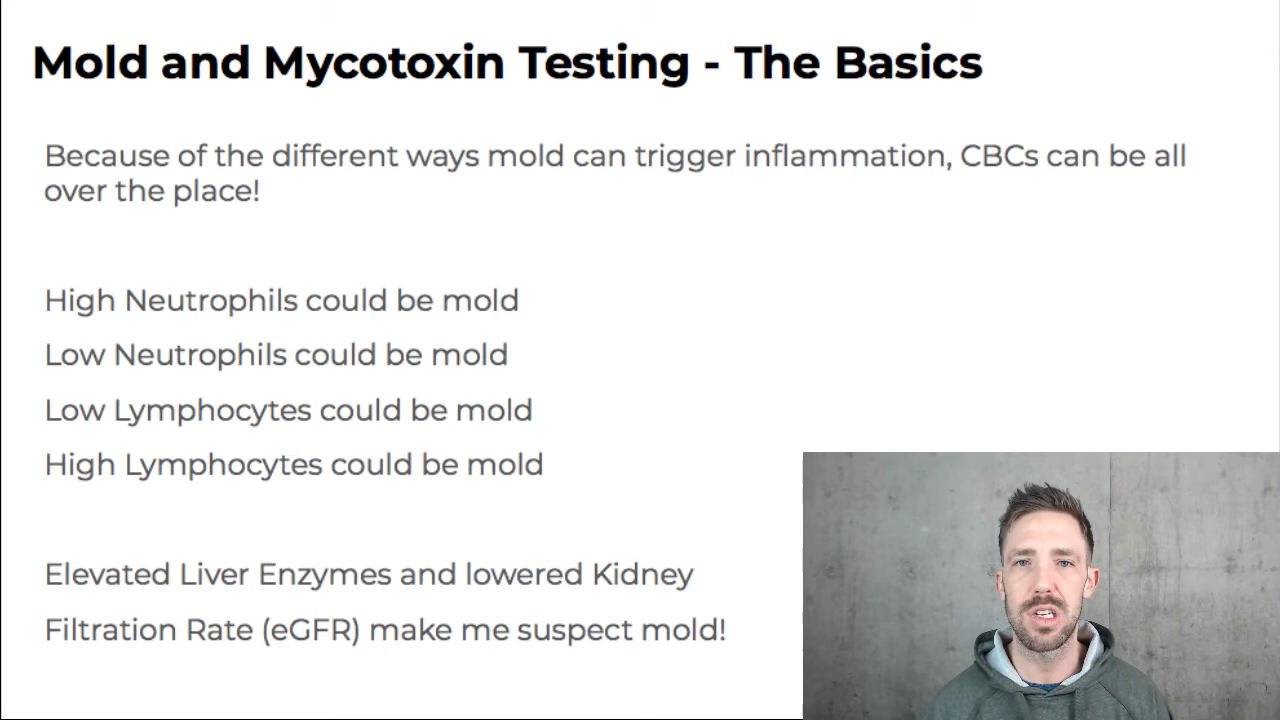 Mold and Mycotoxin Testing - The Basics
Because of the different ways mold can trigger inflammation, CBCs can be all
over the place!
High Neutrophils could be mold
Low Neutrophils could be mold
Low Lymphocytes could be mold
High Lymphocytes could be mold
Elevated Liver Enzymes and lowered Kidney
Filtration Rate (eGFR) make me suspect mold!